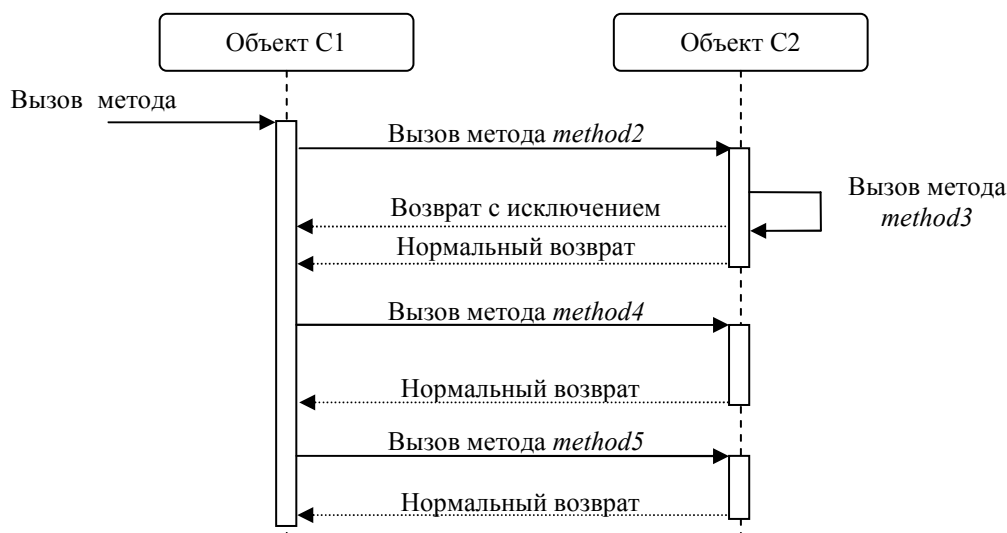 Объект C1
Объект C2
Вызов метода
Вызов метода method2
Вызов метода
method3
Возврат с исключением
Нормальный возврат
Вызов метода method4
Нормальный возврат
Вызов метода method5
Нормальный возврат